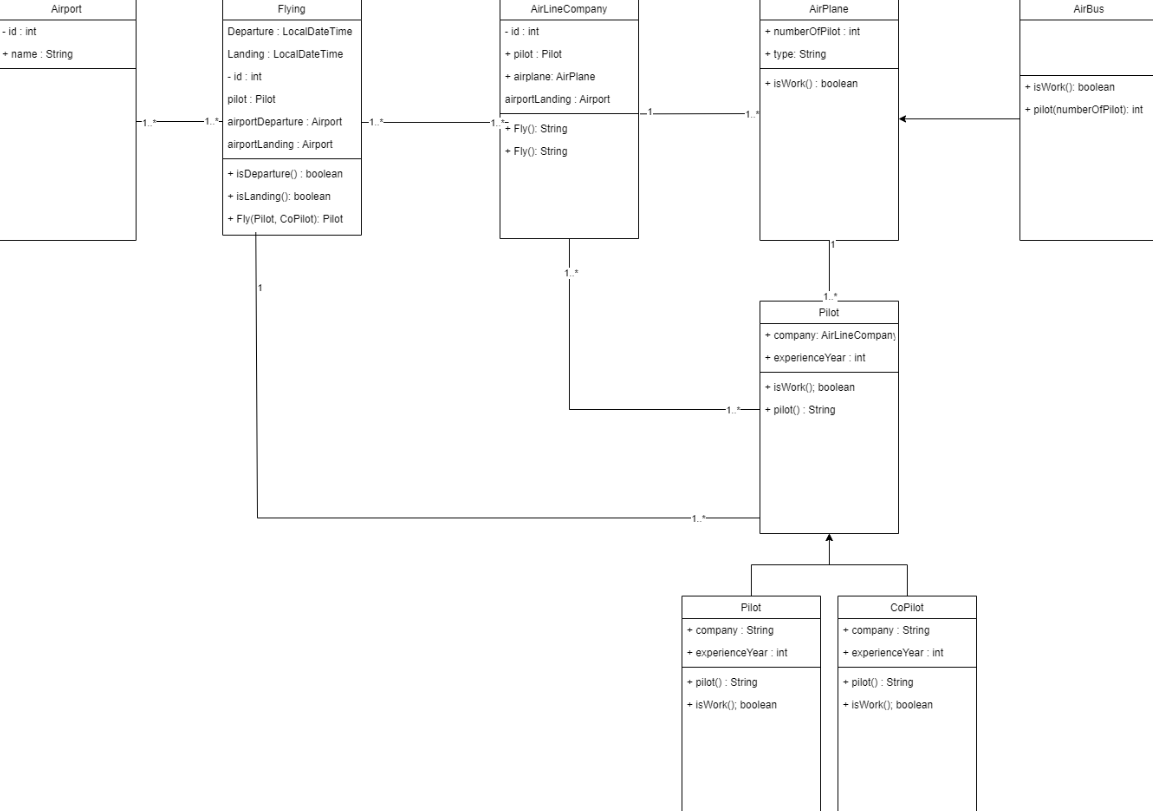 Airport
- id : int
+ name : String
1..*
1..*
Flying
Departure : LocalDateTime
Landing : LocalDateTime
- id : int
pilot : Pilot
airportDeparture : Airport
airportLanding : Airport
+ isDeparture() : boolean
+ isLanding(): boolean
+ Fly(Pilot, CoPilot): Pilot
1..*
1..*
AirLineCompany
- id : int
+ pilot : Pilot
+ airplane: AirPlane
airportLanding : Airport
+ Fly(): String
+ Fly(): String
1
1..*
AirPlane
+ numberOfPilot : int
+ type: String
+ isWork() : boolean
AirBus
+ isWork(): boolean
+ pilot(numberOfPilot): int
1
1..*
1..*
1
1..*
1..*
Pilot
+ company: AirLineCompany
+ experienceYear : int
+ isWork(); boolean
+ pilot() : String
Pilot
+ company : String
+ experienceYear : int
+ pilot() : String
+ isWork(); boolean
CoPilot
+ company : String
+ experienceYear : int
+ pilot() : String
+ isWork(); boolean